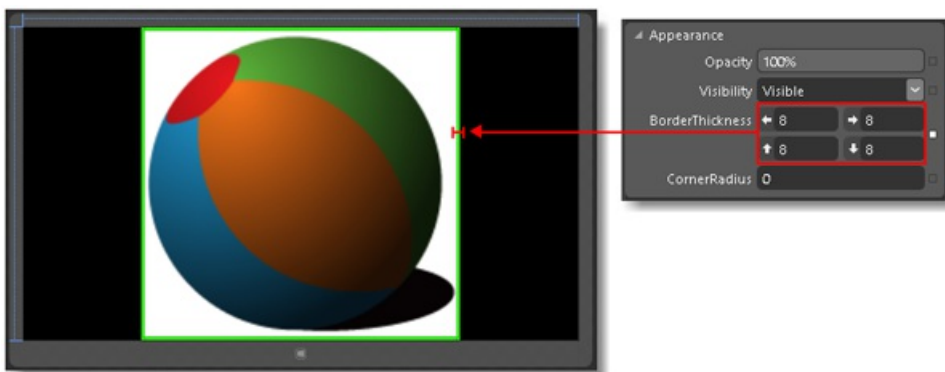 Appearance
Opacity 100%
Visibility Visible
BorderThickness 8 8
8 8
CornerRadius 0